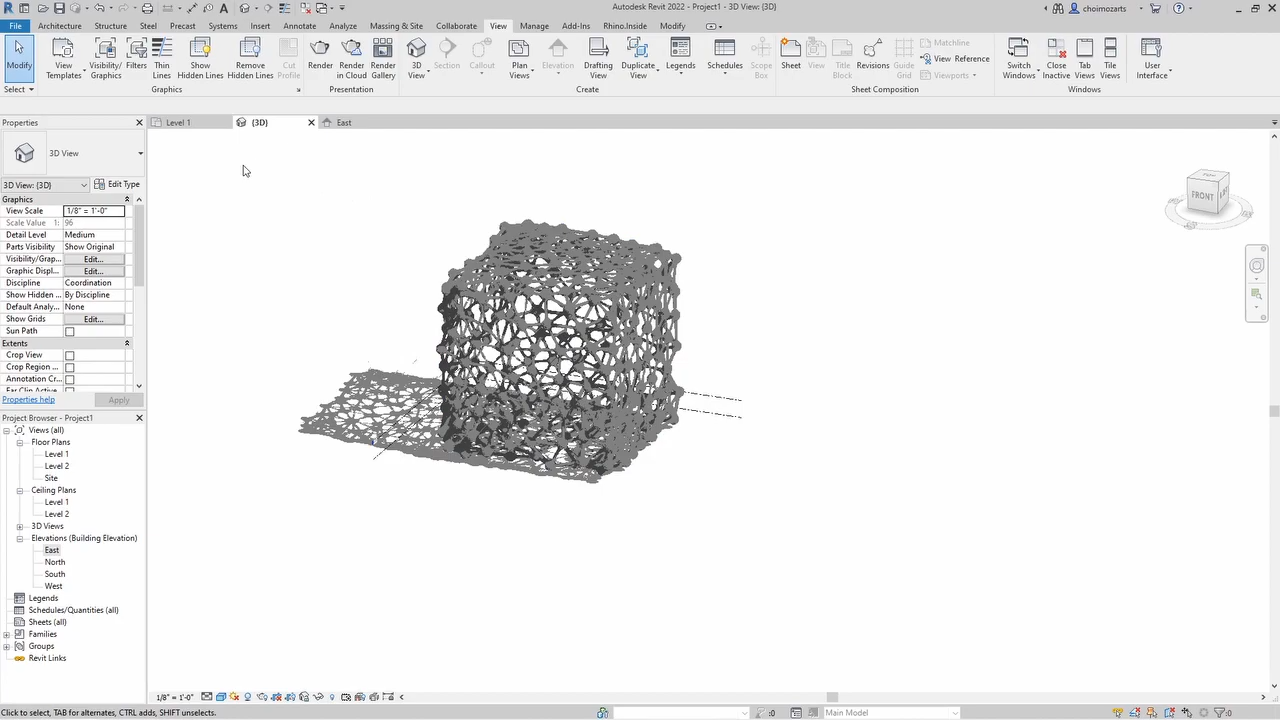 Autodesk Revit 2022 - Project1 - 3D View: {3D}
choimozarts
File Architecture Structure Steel Precast Systems Insert Annotate Analyze Massing & Site Collaborate View Manage Add-Ins Rhino.Inside Modify
Modify
View Templates
Visibility/ Graphics
Filters
Thin Lines
Show Hidden Lines
Remove Hidden Lines
Cut Profile
Render
Render in Cloud
Render Gallery
3D View
Section
Callout
Plan Views
Elevation
Drafting View
Duplicate View
Legends
Schedules
Scope Box
Sheet
View
Title Block
Revisions
Guide Grid
Matchline
View Reference
Viewports
Switch Windows
Close Inactive
Tab Views
Tile Views
User Interface
Select Graphics Presentation Create Sheet Composition Windows
Properties
Level 1
{3D}
East
3D View
3D View: {3D} Edit Type
Graphics
View Scale 1/8" = 1'-0"
Scale Value 1: 96
Detail Level Medium
Parts Visibility Show Original
Visibility/Grap... Edit...
Graphic Displ... Edit...
Discipline Coordination
Show Hidden ... By Discipline
Default Analy... None
Show Grids Edit...
Sun Path
Extents
Crop View
Crop Region ...
Annotation Cr...
Properties help Apply
Project Browser - Project1
Views (all)
Floor Plans
Level 1
Level 2
Site
Ceiling Plans
Level 1
Level 2
3D Views
Elevations (Building Elevation)
East
North
South
West
Legends
Schedules/Quantities (all)
Sheets (all)
Families
Groups
Revit Links
TOP
FRONT
1/8" = 1'-0"
Click to select, TAB for alternates, CTRL adds, SHIFT unselects.
:0
Main Model
:0